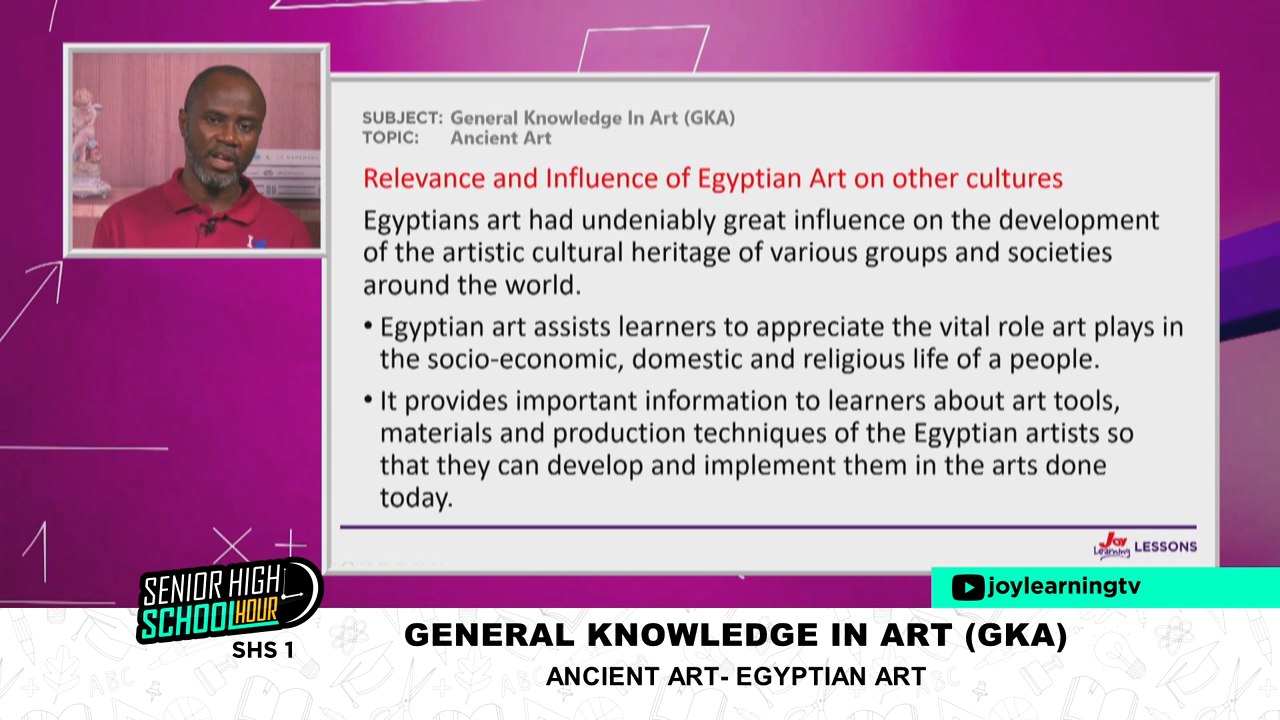 SUBJECT: General Knowledge In Art (GKA)
TOPIC: Ancient Art
Relevance and Influence of Egyptian Art on other cultures
Egyptians art had undeniably great influence on the development
of the artistic cultural heritage of various groups and societies
around the world.
• Egyptian art assists learners to appreciate the vital role art plays in
the socio-economic, domestic and religious life of a people.
• It provides important information to learners about art tools,
materials and production techniques of the Egyptian artists so
that they can develop and implement them in the arts done
today.
Joy Learning LESSONS
joylearningtv
SENIOR HIGH
SCHOOL HOUR
SHS 1
GENERAL KNOWLEDGE IN ART (GKA)
ANCIENT ART- EGYPTIAN ART
1
ABC